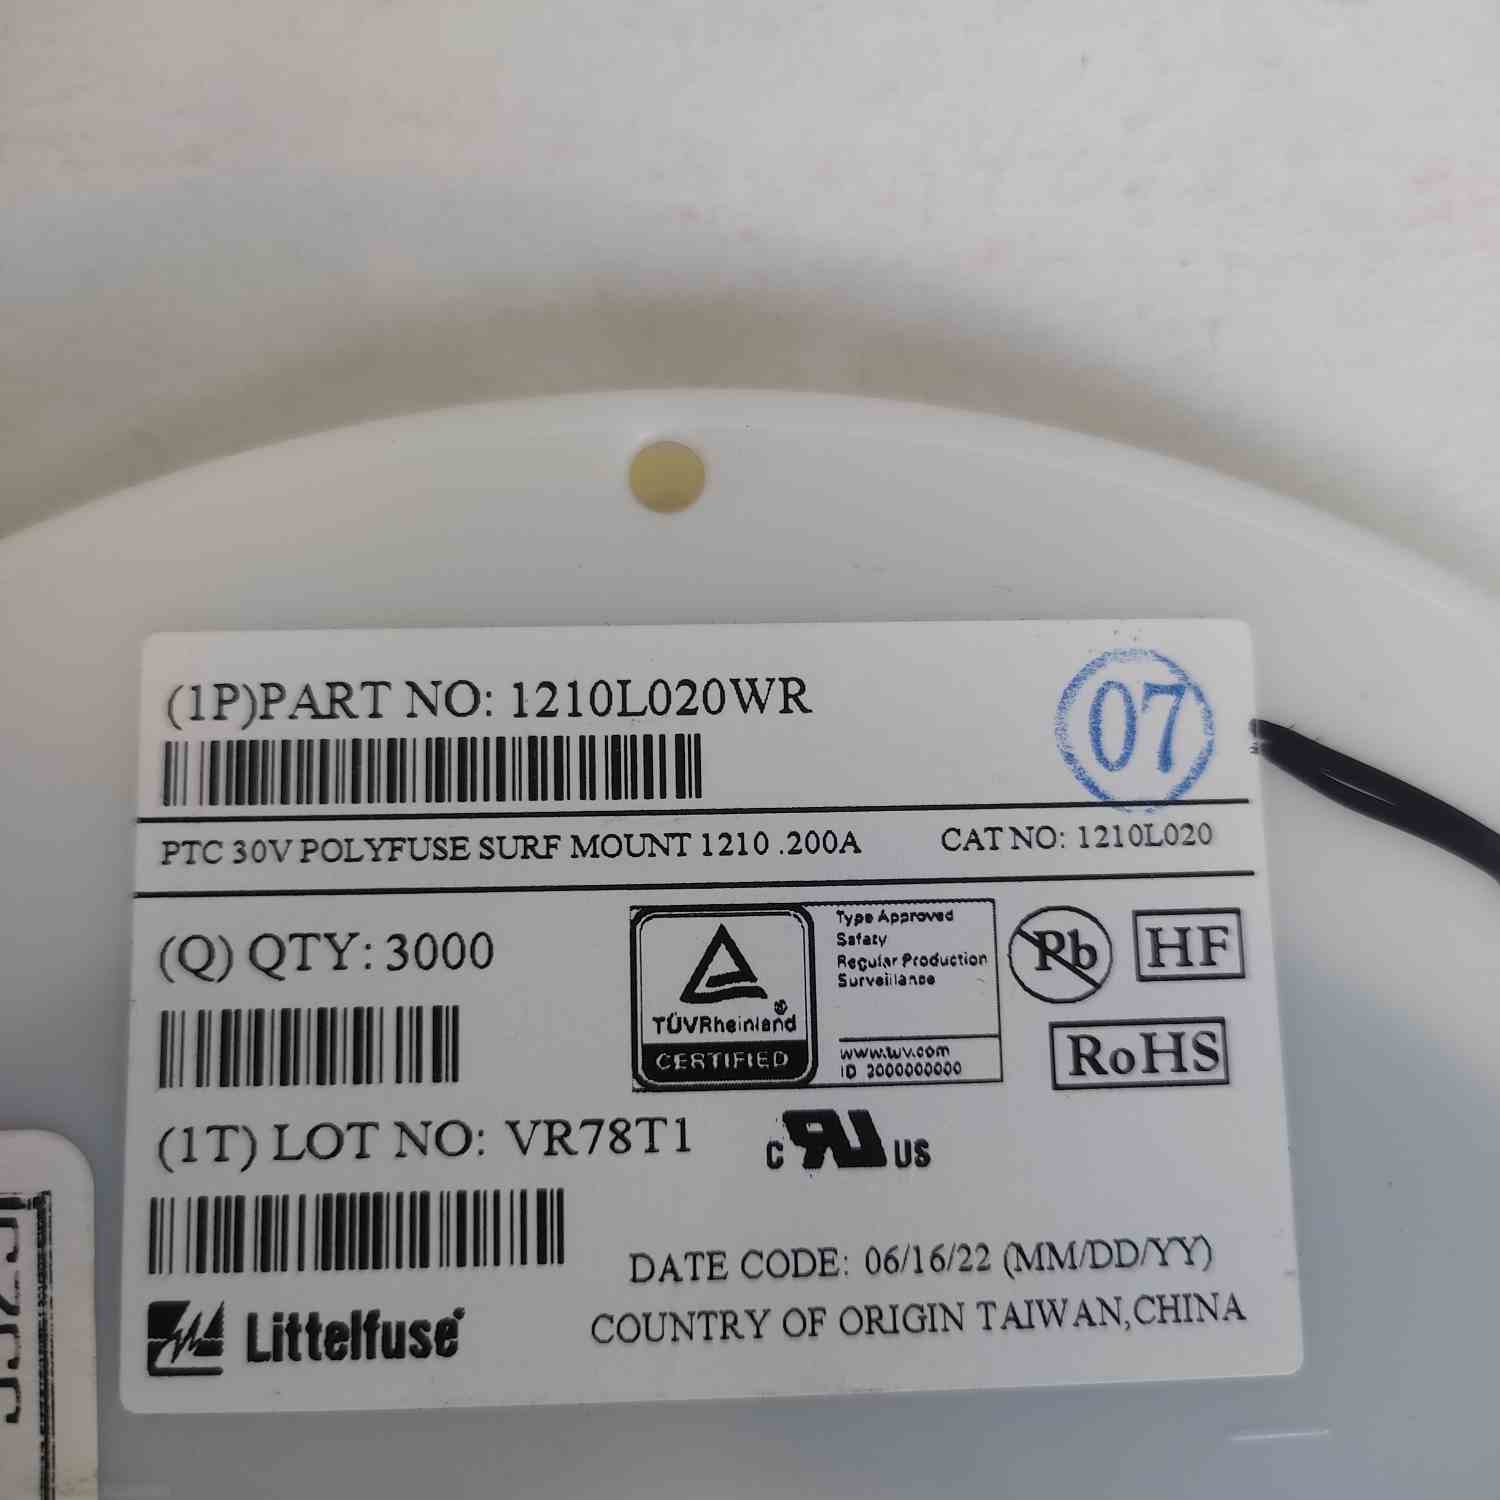 (1P)PART NO: 1210L020WR
07
PTC 30V POLYFUSE SURF MOUNT 1210 .200A
CAT NO: 1210L020
(Q) QTY: 3000
TÜVRheinland
CERTIFIED
Type Approved
Safaty
Regular Production
Surveillance
www.tuv.com
ID 2000000000
Pb
HF
RoHS
(1T) LOT NO: VR78T1
c RU US
DATE CODE: 06/16/22 (MM/DD/YY)
Littelfuse®
COUNTRY OF ORIGIN TAIWAN,CHINA